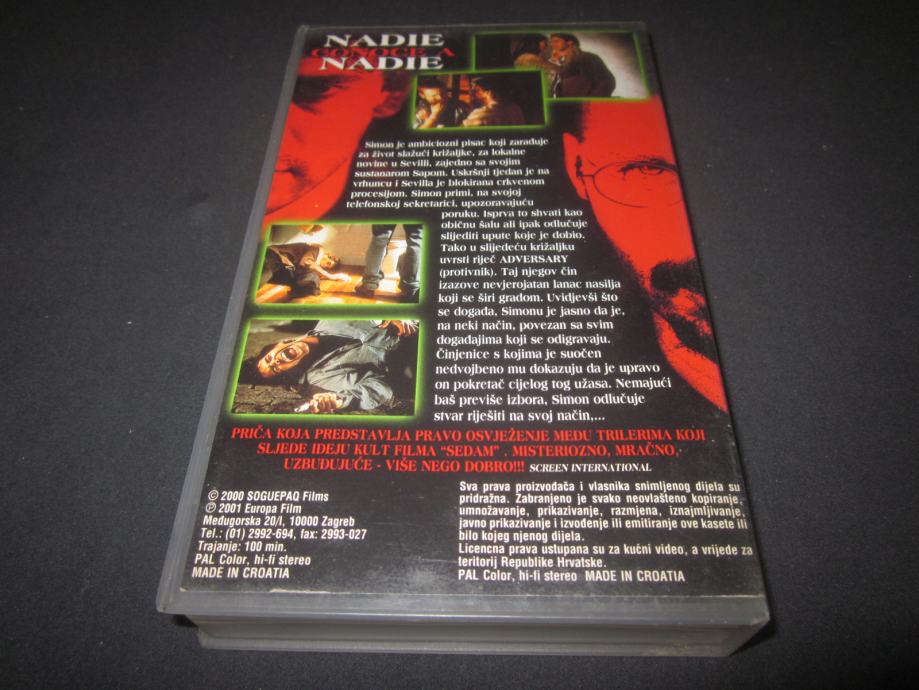 NADIE
CONOCE A
NADIE
Simon je ambiciozni pisac koji zarađuje
za život slažući križaljke, za lokalne
novine u Sevilli, zajedno sa svojim
sustanarom Sapom. Uskršnji tjedan je na
vrhuncu i Sevilla je blokirana crkvenom
procesijom. Simon primi, na svojoj
telefonskoj sekretarici, upozoravajuću
poruku. Isprva to shvati kao
običnu šalu ali ipak odlučuje
slijediti upute koje je dobio.
Tako u slijedeću križaljku
uvrsti riječ ADVERSARY
(protivnik). Taj njegov čin
izazove nevjerojatan lanac nasilja
koji se širi gradom. Uvidjevši što
se događa, Simonu je jasno da je,
na neki način, povezan sa svim
događajima koji se odigravaju.
Činjenice s kojima je suočen
nedvojbeno mu dokazuju da je upravo
on pokretač cijelog tog užasa. Nemajući
baš previše izbora, Simon odlučuje
stvar riješiti na svoj način,...
PRIČA KOJA PREDSTAVLJA PRAVO OSVJEŽENJE MEĐU TRILERIMA KOJI
SLJEDE IDEJU KULT FILMA "SEDAM" . MISTERIOZNO, MRAČNO,
UZBUĐUJUĆE - VIŠE NEGO DOBRO!!! SCREEN INTERNATIONAL
© 2000 SOGUEPAQ Films
℗ 2001 Europa Film
Međugorska 20/I, 10000 Zagreb
Tel.: (01) 2992-694, fax: 2993-027
Trajanje: 100 min.
PAL Color, hi-fi stereo
MADE IN CROATIA
Sva prava proizvođača i vlasnika snimljenog dijela su
pridržna. Zabranjeno je svako neovlašteno kopiranje,
umnožavanje, prikazivanje, razmjena, iznajmljivanje,
javno prikazivanje i izvođenje ili emitiranje ove kasete ili
bilo kojeg njenog dijela.
Licencna prava ustupana su za kućni video, a vrijede za
teritorij Republike Hrvatske.
PAL Color, hi-fi stereo MADE IN CROATIA